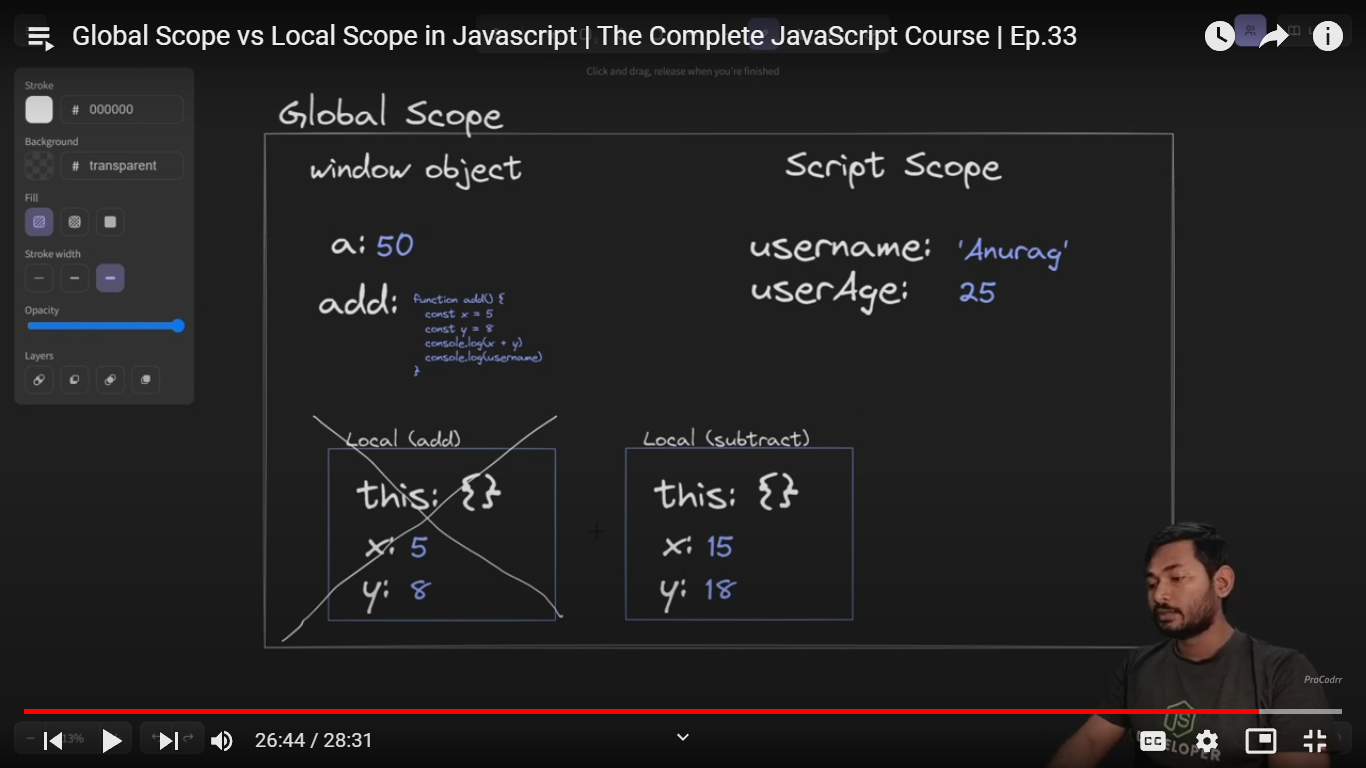 Global Scope vs Local Scope in Javascript | The Complete JavaScript Course | Ep.33
Click and drag, release when you're finished
Stroke
# 000000
Background
# transparent
Fill
Stroke width
Opacity
Layers
Global Scope
window object
Script Scope
a: 50
username: 'Anurag'
userAge: 25
add:
function add() {
const x = 5
const y = 8
console.log(x + y)
console.log(username)
}
Local (add)
this: {}
x: 5
y: 8
Local (subtract)
this: {}
x: 15
y: 18
ProCodrr
JS
26:44 / 28:31
CC